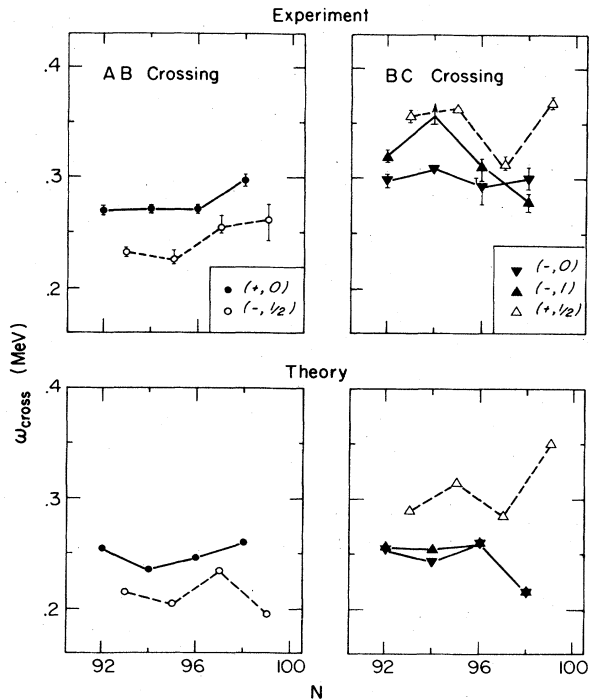 Experiment
AB Crossing
BC Crossing
.4
.3
.2
(+,0)
(-,1/2)
(-,0)
(-,1)
(+,1/2)
ωcross (MeV)
Theory
.4
.3
.2
92 96 100
92 96 100
N